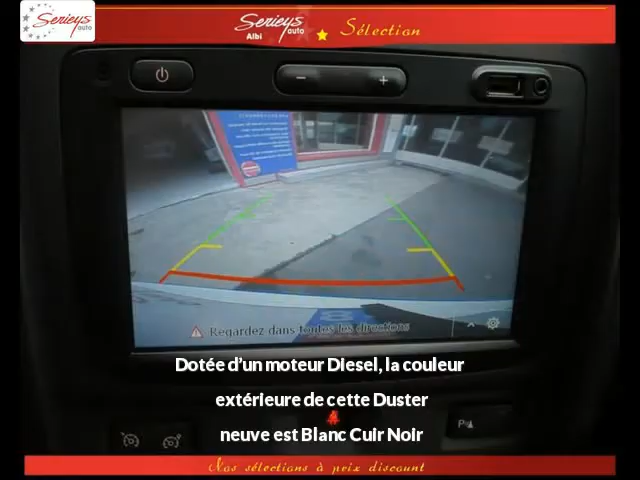 Serieys
auto
Serieys
auto
Albi
Sélection
Regardez dans toutes les directions
Dotée d'un moteur Diesel, la couleur
extérieure de cette Duster
neuve est Blanc Cuir Noir
Nos sélections à prix discount